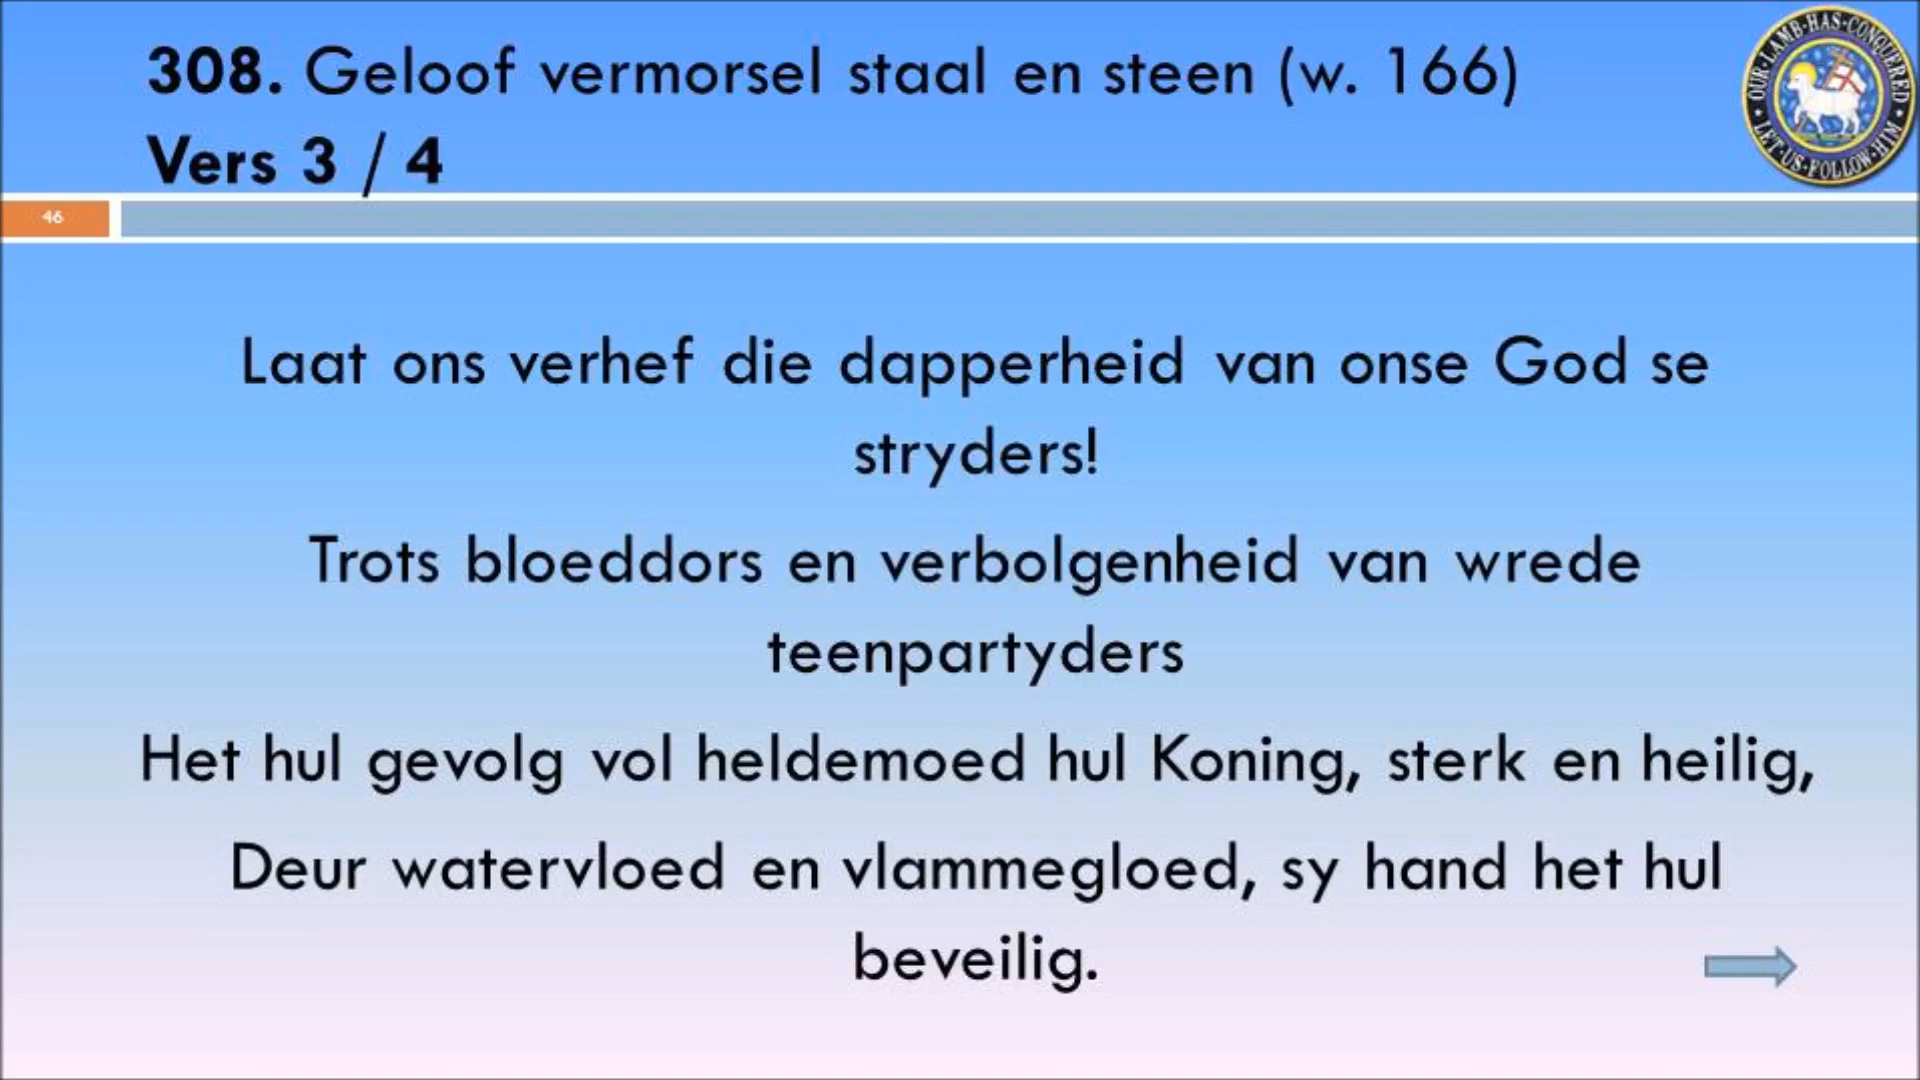 308. Geloof vermorsel staal en steen (w. 166)
Vers 3 / 4
OUR·LAMB·HAS·CONQUERED
LET·US·FOLLOW·HIM
46
Laat ons verhef die dapperheid van onse God se
stryders!
Trots bloeddors en verbolgenheid van wrede
teenpartyders
Het hul gevolg vol heldemoed hul Koning, sterk en heilig,
Deur watervloed en vlammegloed, sy hand het hul
beveilig.